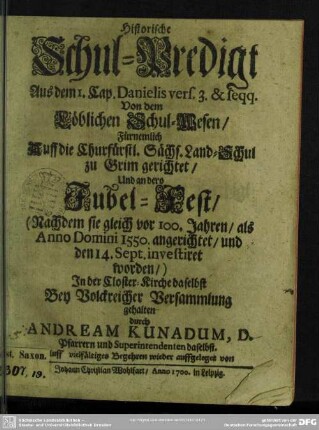 Historische
Schul=Predigt
Aus dem 1. Cap. Danielis vers. 3. & seqq.
Von dem
Löblichen Schul=Wesen/
Fürnemlich
Auff die Churfürstl. Sächs. Land=Schul
zu Grim gerichtet/
Und an dero
Jubel=Fest/
(Nachdem sie gleich vor 100. Jahren/ als
Anno Domini 1550. angerichtet/ und
den 14. Sept. investiret
worden/)
In der Closter=Kirche daselbst
Bey Volckreicher Versammlung
gehalten
durch
ANDREAM KUNADUM, D.
Pfarrern und Superintendenten daselbst.
Saxon. auff vielfältiges Begehren wieder auffgeleget von
307, 19. Johann Christian Wohlfart/ Anno 1700. in Leipzig.